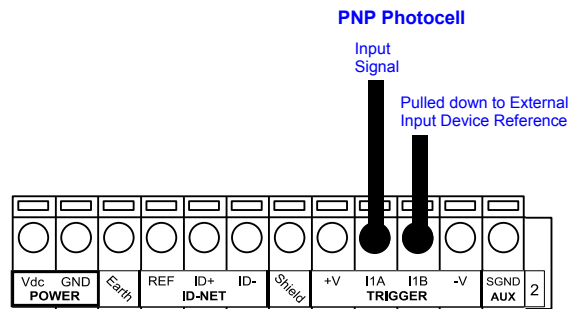 PNP Photocell
Input
Signal
Pulled down to External
Input Device Reference
Vdc GND Earth REF ID+ ID- Shield +V I1A I1B -V SGND 2
POWER ID-NET TRIGGER AUX